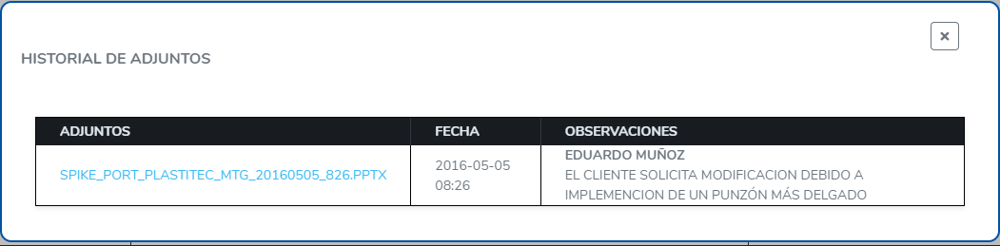 HISTORIAL DE ADJUNTOS
ADJUNTOS FECHA OBSERVACIONES
SPIKE_PORT_PLASTITEC_MTG_20160505_826.PPTX
2016-05-05
08:26
EDUARDO MUÑOZ
EL CLIENTE SOLICITA MODIFICACION DEBIDO A
IMPLEMENCION DE UN PUNZÓN MÁS DELGADO